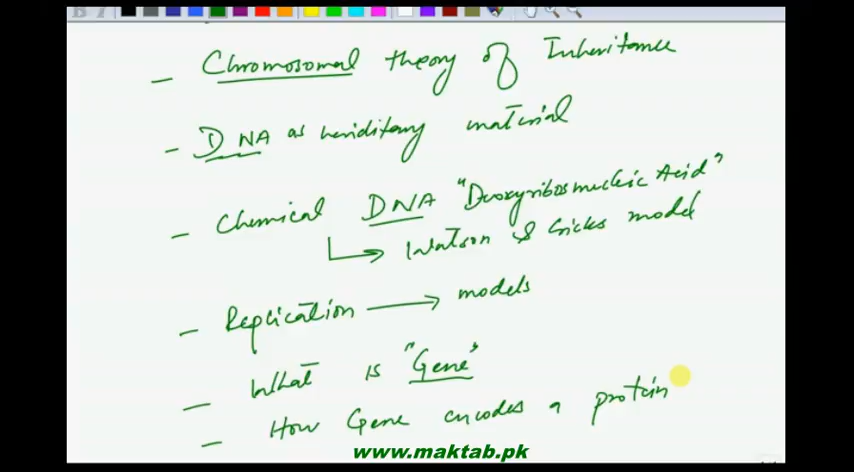 - Chromosomal theory of Inheritance
- DNA as heriditary material
- Chemical DNA "Deoxyribosnucleic Acid"
Watson & Cricks model
- Replication → models
- What is "Gene"
- How Gene encodes a protein
www.maktab.pk